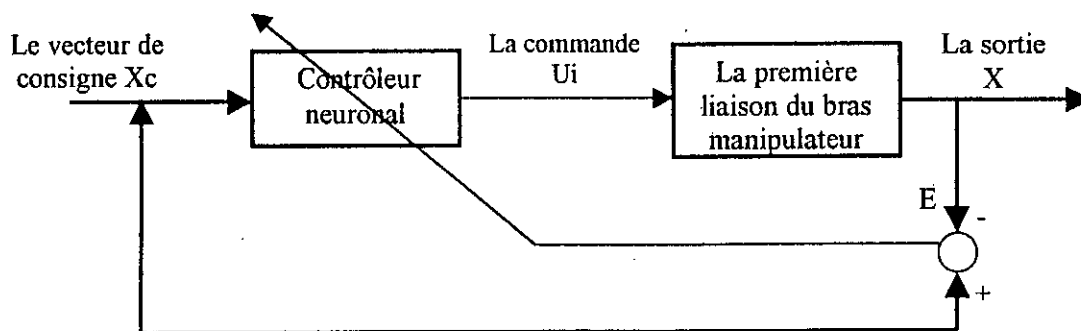 Le vecteur de
consigne Xc
Contrôleur
neuronal
La commande
Ui
La première
liaison du bras
manipulateur
La sortie
X
E
-
+